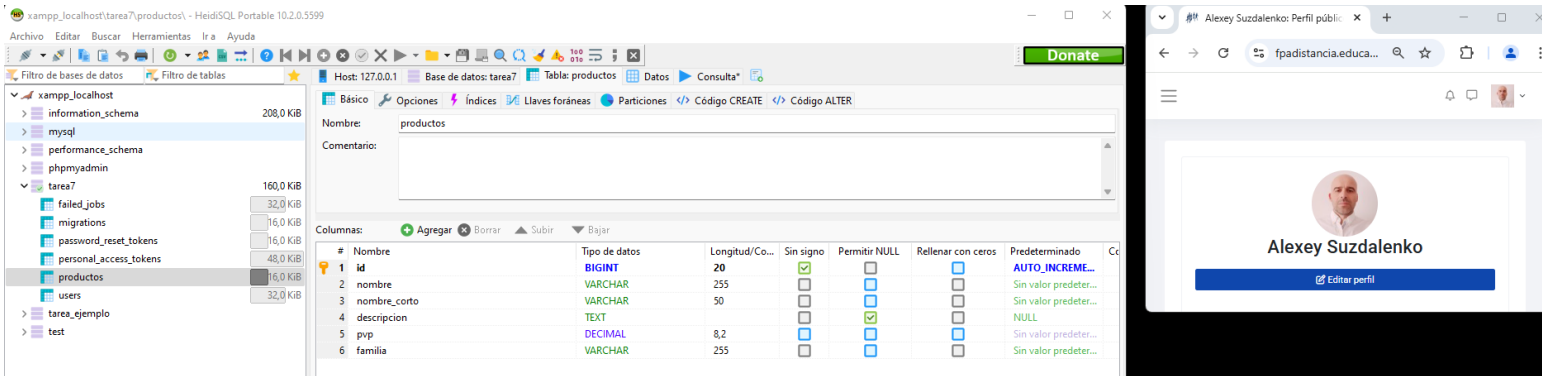 xampp_localhost\tarea7\productos\ - HeidiSQL Portable 10.2.0.5599
Archivo Editar Buscar Herramientas Ir a Ayuda
Donate
Filtro de bases de datos Filtro de tablas
Host: 127.0.0.1 Base de datos: tarea7 Tabla: productos Datos Consulta*
xampp_localhost
information_schema 208,0 KiB
mysql
performance_schema
phpmyadmin
tarea7 160,0 KiB
failed_jobs 32,0 KiB
migrations 16,0 KiB
password_reset_tokens 16,0 KiB
personal_access_tokens 48,0 KiB
productos 16,0 KiB
users 32,0 KiB
tarea_ejemplo
test
Básico Opciones Índices Llaves foráneas Particiones Código CREATE Código ALTER
Nombre: productos
Comentario:
Columnas: Agregar Borrar Subir Bajar
# Nombre Tipo de datos Longitud/Co... Sin signo Permitir NULL Rellenar con ceros Predeterminado Co
1 id BIGINT 20 AUTO_INCREME...
2 nombre VARCHAR 255 Sin valor predeter...
3 nombre_corto VARCHAR 50 Sin valor predeter...
4 descripcion TEXT NULL
5 pvp DECIMAL 8,2 Sin valor predeter...
6 familia VARCHAR 255 Sin valor predeter...
Alexey Suzdalenko: Perfil públic
fpadistancia.educa...
Alexey Suzdalenko
Editar perfil